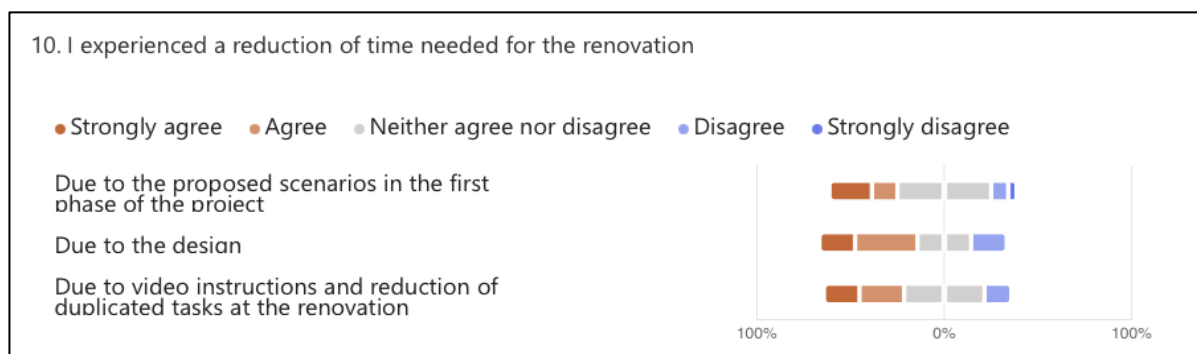 10. I experienced a reduction of time needed for the renovation
Strongly agree Agree Neither agree nor disagree Disagree Strongly disagree
Due to the proposed scenarios in the first
phase of the project
Due to the design
Due to video instructions and reduction of
duplicated tasks at the renovation
100% 0% 100%